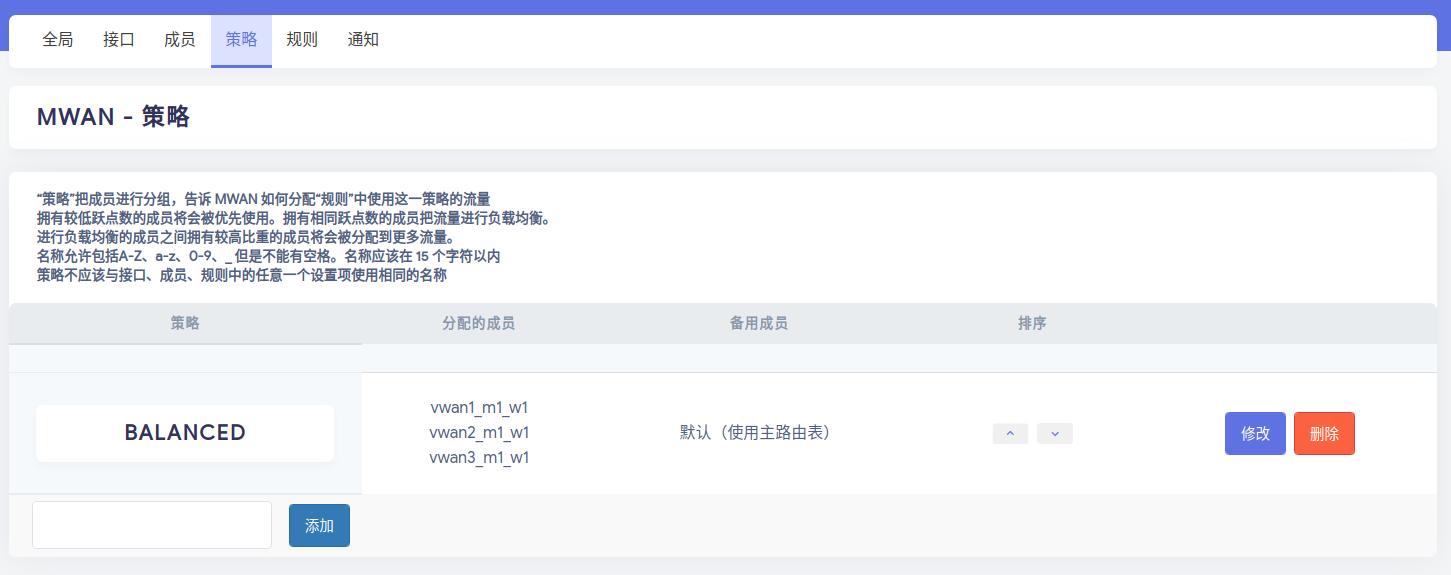 全局 接口 成员 策略 规则 通知
MWAN - 策略
“策略”把成员进行分组，告诉 MWAN 如何分配“规则”中使用这一策略的流量
拥有较低跃点数的成员将会被优先使用。拥有相同跃点数的成员把流量进行负载均衡。
进行负载均衡的成员之间拥有较高比重的成员将会被分配到更多流量。
名称允许包括A-Z、a-z、0-9、_ 但是不能有空格。名称应该在 15 个字符以内
策略不应该与接口、成员、规则中的任意一个设置项使用相同的名称
策略 分配的成员 备用成员 排序
BALANCED
vwan1_m1_w1
vwan2_m1_w1
vwan3_m1_w1
默认（使用主路由表）
修改 删除
添加